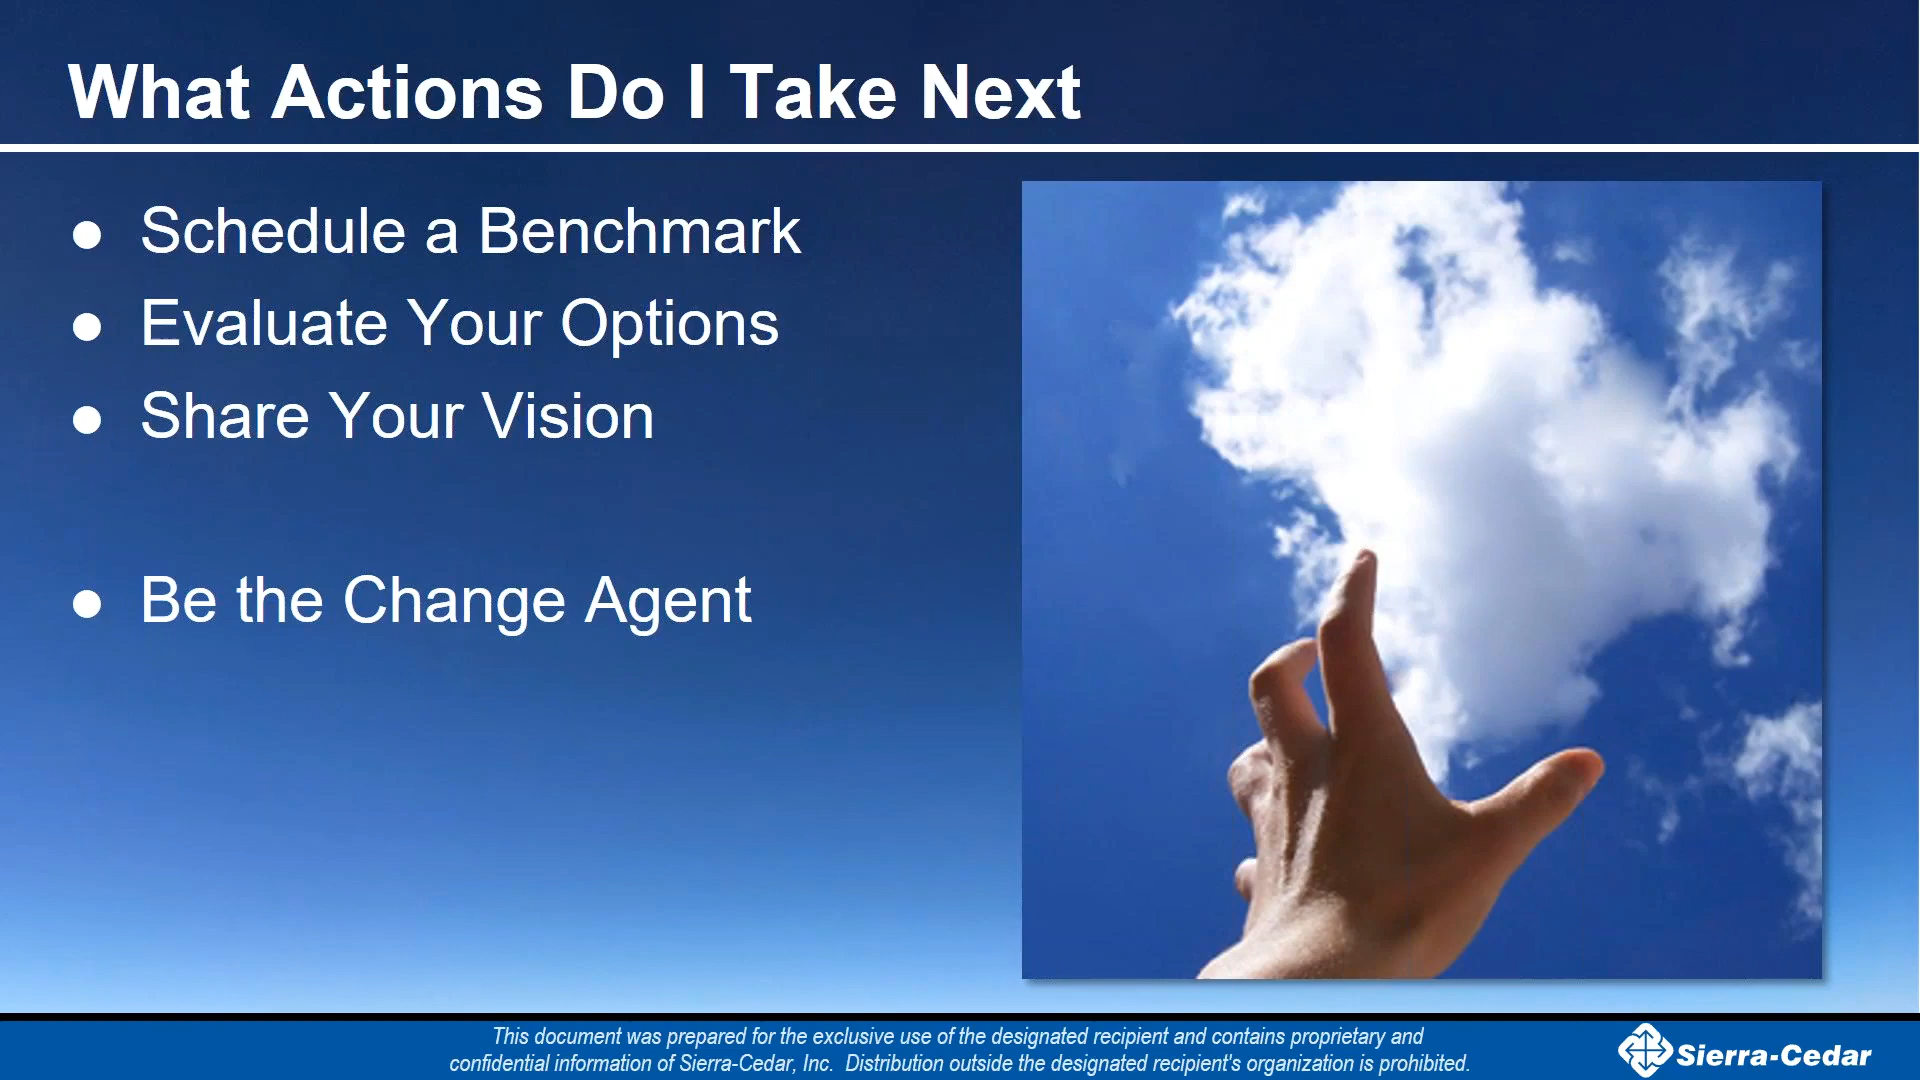 What Actions Do I Take Next
● Schedule a Benchmark
● Evaluate Your Options
● Share Your Vision
● Be the Change Agent
This document was prepared for the exclusive use of the designated recipient and contains proprietary and
confidential information of Sierra-Cedar, Inc.  Distribution outside the designated recipient's organization is prohibited.
Sierra-Cedar